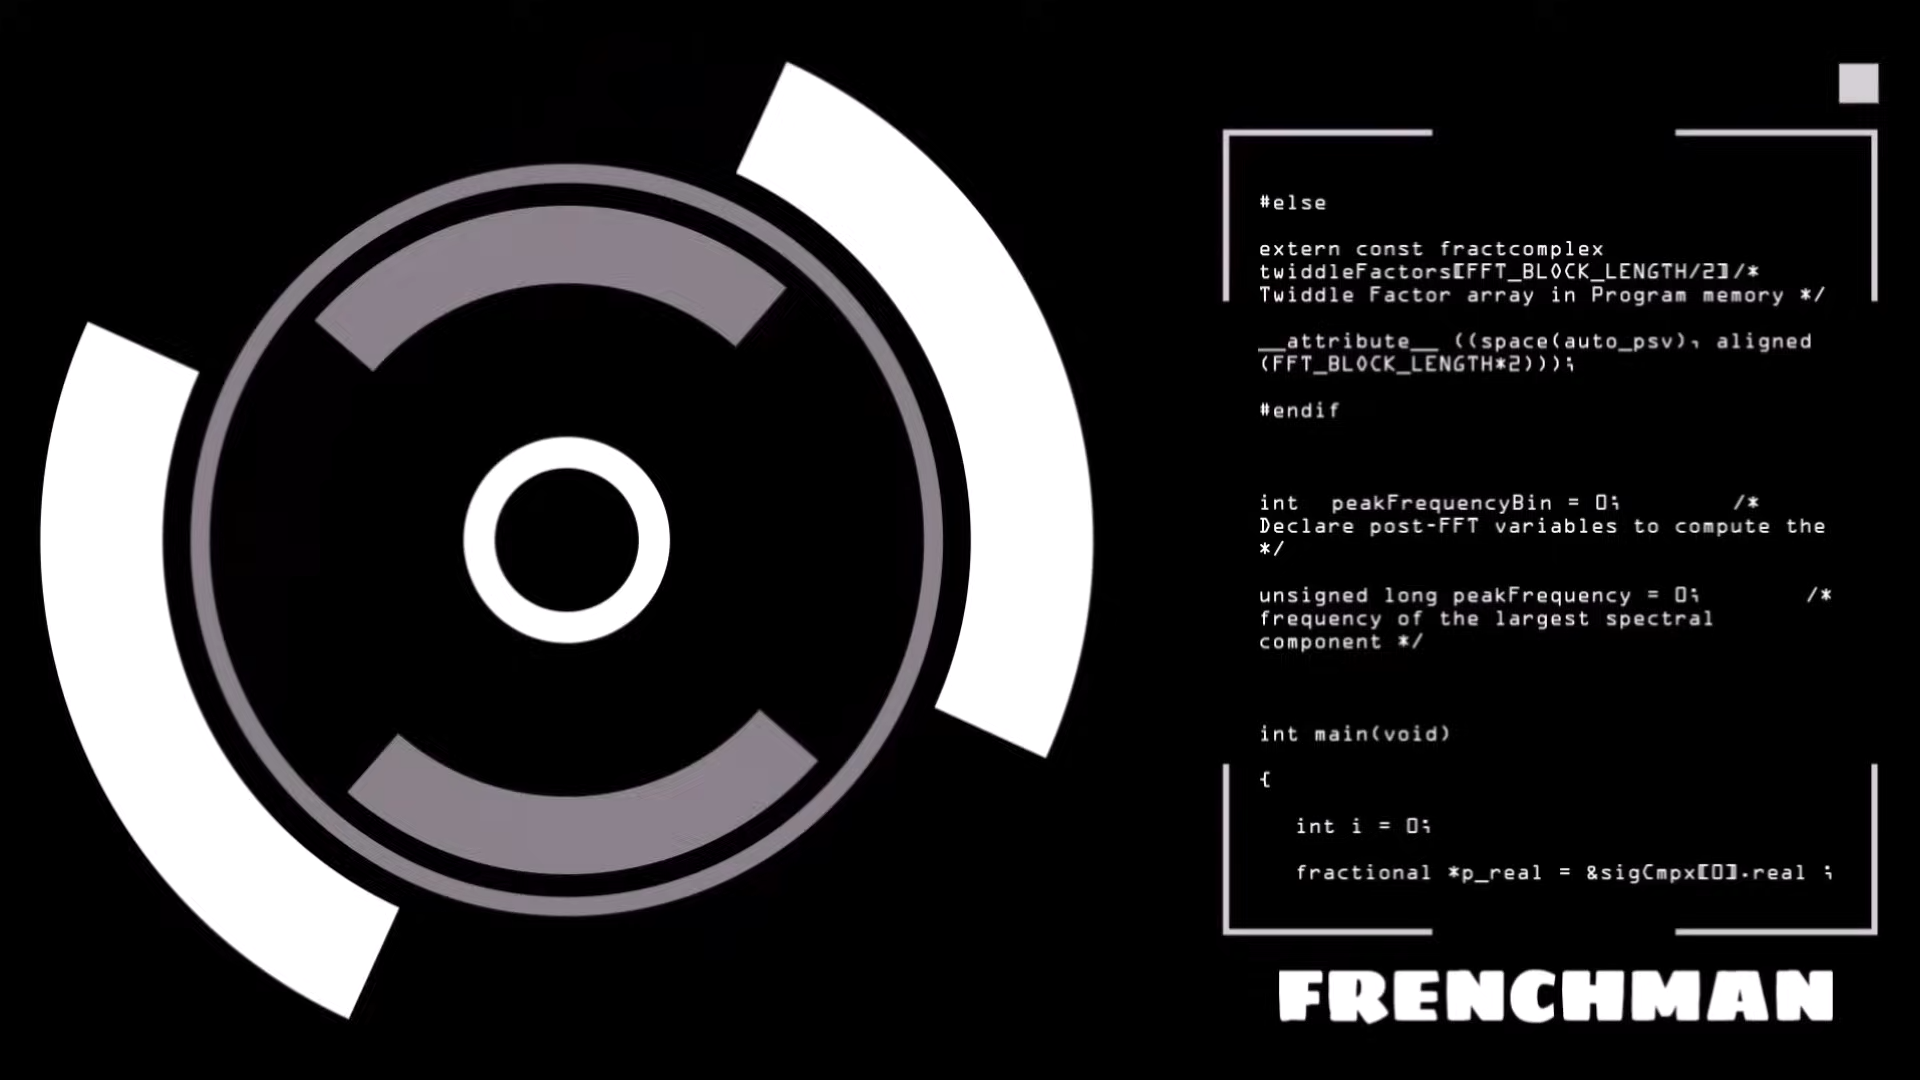 #else
extern const fractcomplex
twiddleFactors[FFT_BLOCK_LENGTH/2]/*
Twiddle Factor array in Program memory */
__attribute__ ((space(auto_psv), aligned
(FFT_BLOCK_LENGTH*2)));
#endif
int  peakFrequencyBin = 0;        /*
Declare post-FFT variables to compute the
*/
unsigned long peakFrequency = 0;        /*
frequency of the largest spectral
component */
int main(void)
{
int i = 0;
fractional *p_real = &sigCmpx[0].real ;
FRENCHMAN